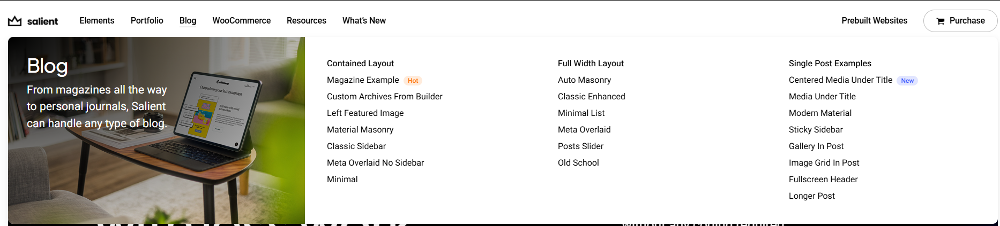 salient
Elements
Portfolio
Blog
WooCommerce
Resources
What's New
Prebuilt Websites
Purchase
Blog
From magazines all the way
to personal journals, Salient
can handle any type of blog.
Outperform your last campaign
Contained Layout
Magazine Example Hot
Custom Archives From Builder
Left Featured Image
Material Masonry
Classic Sidebar
Meta Overlaid No Sidebar
Minimal
Full Width Layout
Auto Masonry
Classic Enhanced
Minimal List
Meta Overlaid
Posts Slider
Old School
Single Post Examples
Centered Media Under Title New
Media Under Title
Modern Material
Sticky Sidebar
Gallery In Post
Image Grid In Post
Fullscreen Header
Longer Post
without any coding required